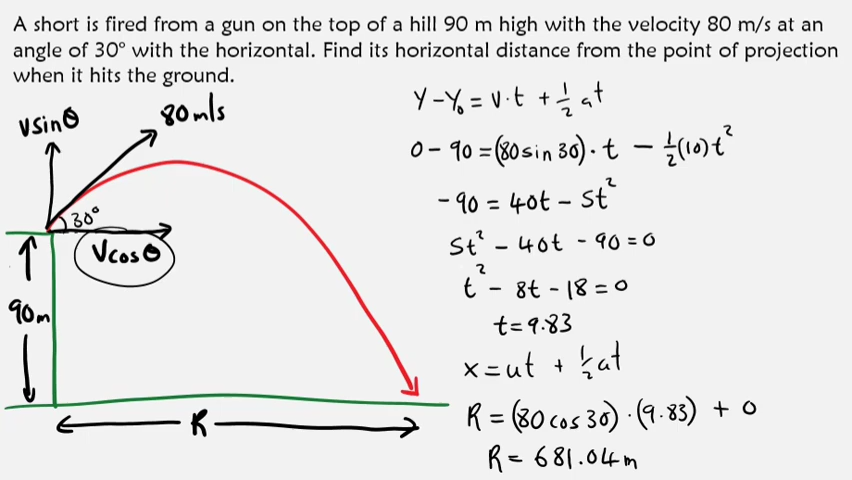 A short is fired from a gun on the top of a hill 90 m high with the velocity 80 m/s at an
angle of 30° with the horizontal. Find its horizontal distance from the point of projection
when it hits the ground.
Vsinθ
80m/s
30°
Vcosθ
90m
R
Y-Y₀ = V·t + 1/2 at²
0 - 90 = (80sin 30)·t - 1/2(10)t²
-90 = 40t - 5t²
5t² - 40t - 90 = 0
t² - 8t - 18 = 0
t = 9.83
x = ut + 1/2 at²
R = (80 cos 30)·(9.83) + 0
R = 681.04m